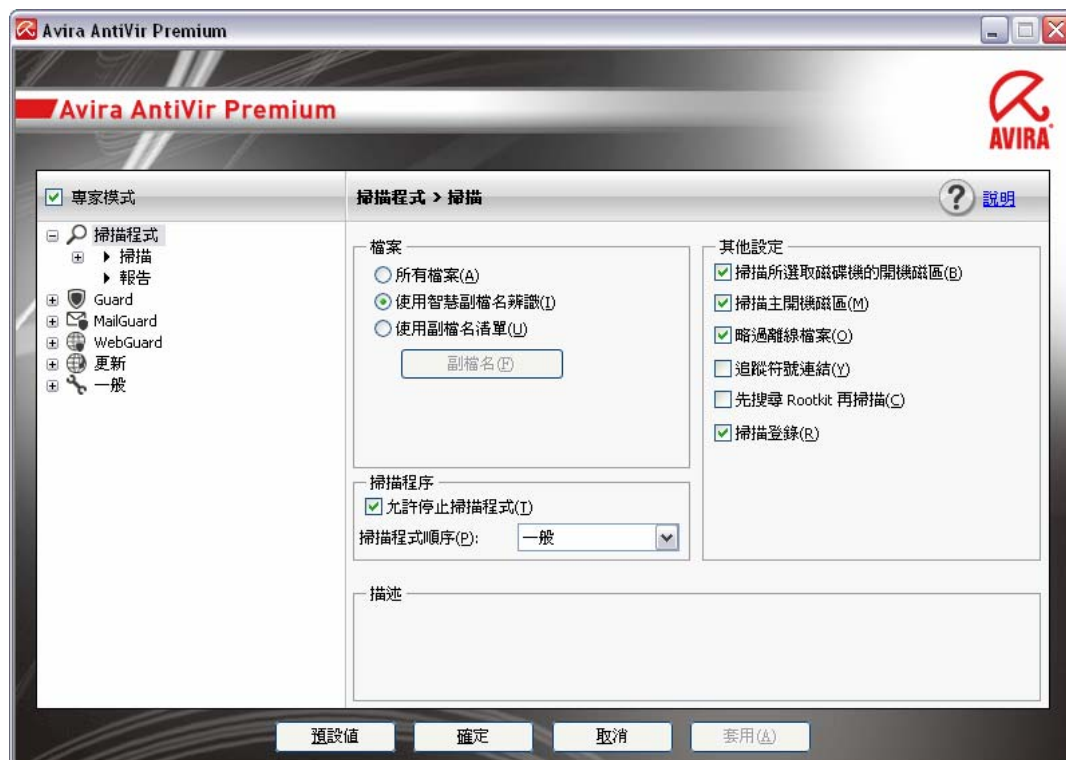 Avira AntiVir Premium
Avira AntiVir Premium
AVIRA
專家模式
掃描程式 > 掃描
? 說明
掃描程式
掃描
報告
Guard
MailGuard
WebGuard
更新
一般
檔案
所有檔案(A)
使用智慧副檔名辨識(I)
使用副檔名清單(U)
副檔名(F)
掃描程序
允許停止掃描程式(T)
掃描程式順序(P):
一般
其他設定
掃描所選取磁碟機的開機磁區(B)
掃描主開機磁區(M)
略過離線檔案(O)
追蹤符號連結(Y)
先搜尋 Rootkit 再掃描(C)
掃描登錄(R)
描述
預設値
確定
取消
套用(A)